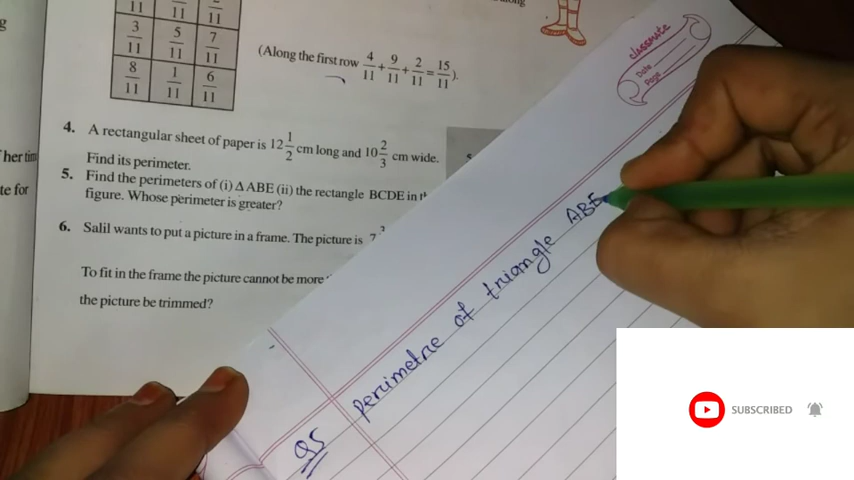 11 11 11
3/11 5/11 7/11
8/11 1/11 6/11
(Along the first row 4/11 + 9/11 + 2/11 = 15/11).
4. A rectangular sheet of paper is 12 1/2 cm long and 10 2/3 cm wide.
Find its perimeter.
5. Find the perimeters of (i) Δ ABE (ii) the rectangle BCDE in
figure. Whose perimeter is greater?
6. Salil wants to put a picture in a frame. The picture is 7
To fit in the frame the picture cannot be more
the picture be trimmed?
te for
classmate
Date
Page
Q5 perimetre of triangle ABE
SUBSCRIBED